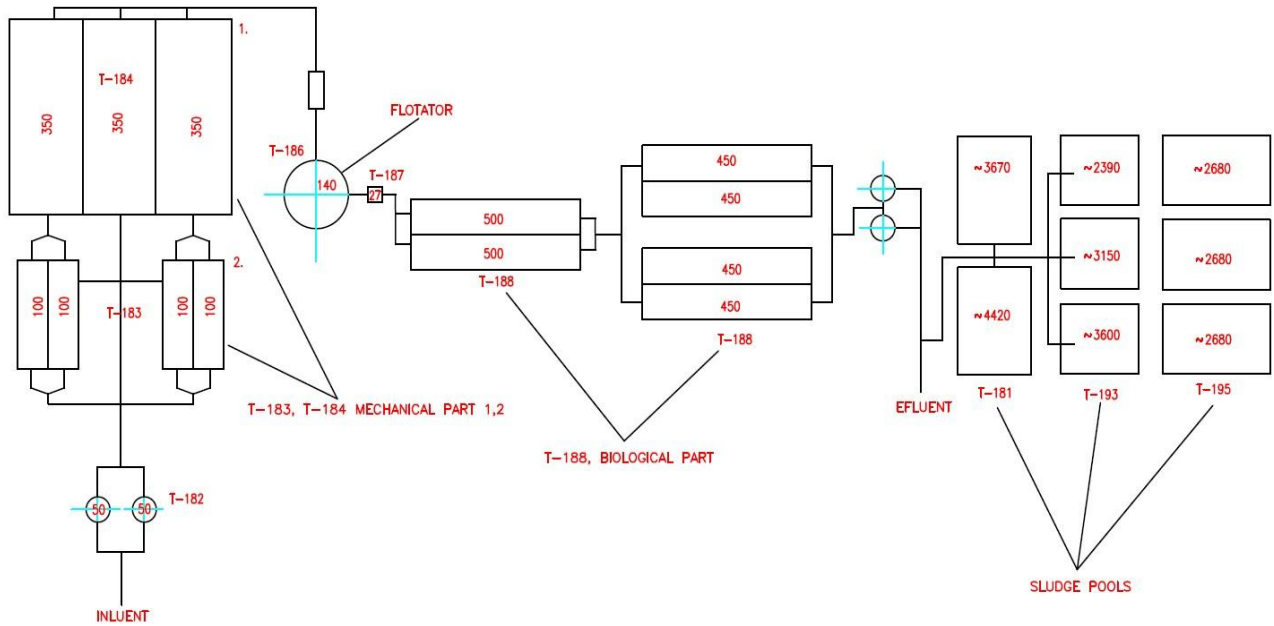 1.
T-184
350
350
350
FLOTATOR
T-186
140
T-187
27
2.
100
100
T-183
100
100
T-183, T-184 MECHANICAL PART 1,2
50
50
T-182
INLUENT
500
500
T-188
450
450
450
450
T-188
T-188, BIOLOGICAL PART
EFLUENT
~3670
~4420
T-181
~2390
~3150
~3600
T-193
~2680
~2680
~2680
T-195
SLUDGE POOLS